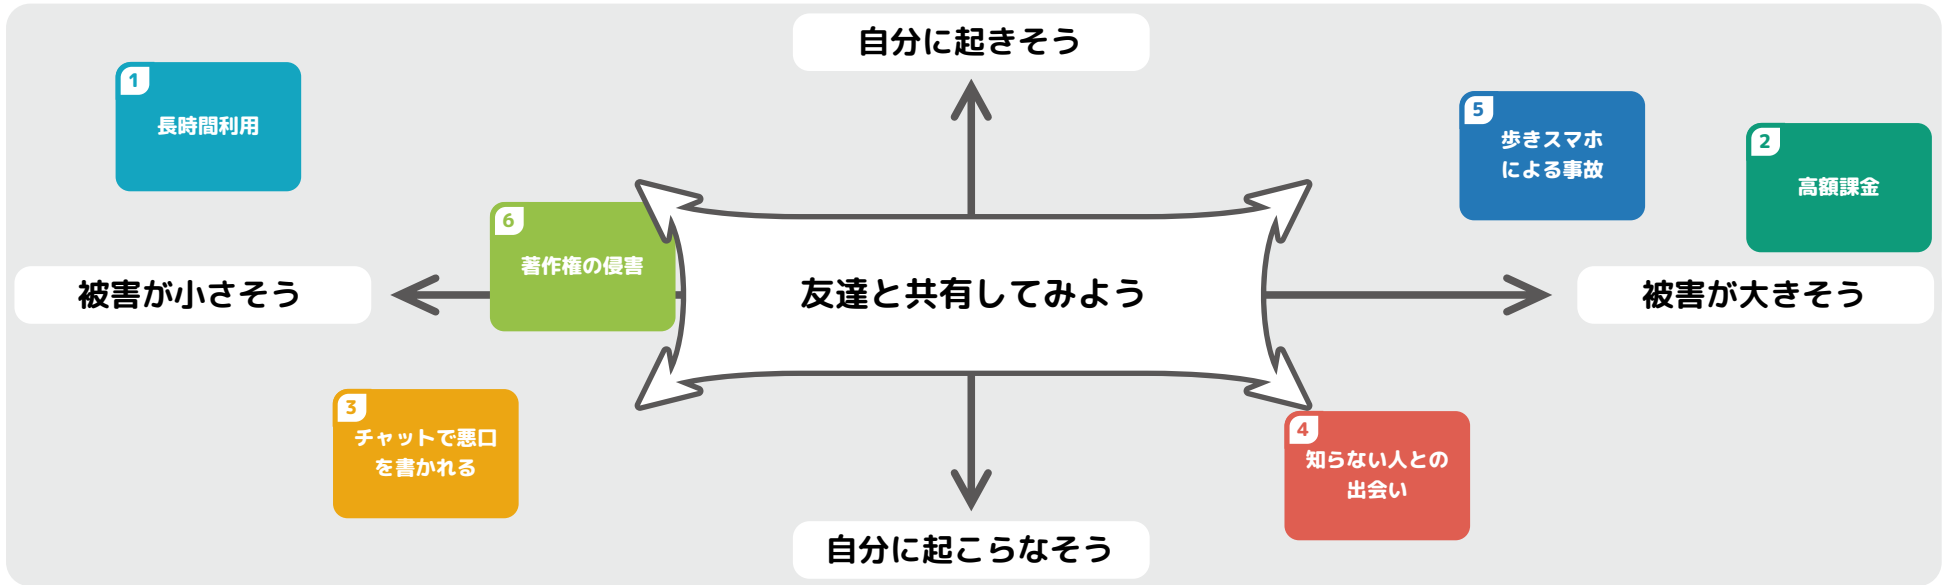 自分に起きそう
1
長時間利用
5
歩きスマホ
による事故
2
高額課金
6
著作権の侵害
被害が小さそう
友達と共有してみよう
被害が大きそう
3
チャットで悪口
を書かれる
4
知らない人との
出会い
自分に起こらなそう